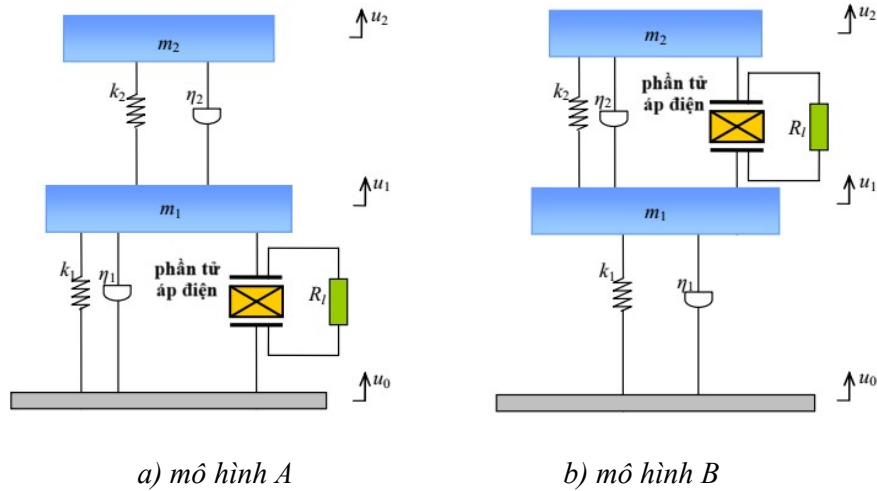 m₂
u₂
k₂
η₂
m₁
u₁
k₁
η₁
phần tử
áp điện
Rₗ
u₀
a) mô hình A
m₂
u₂
k₂
η₂
phần tử
áp điện
Rₗ
m₁
u₁
k₁
η₁
u₀
b) mô hình B